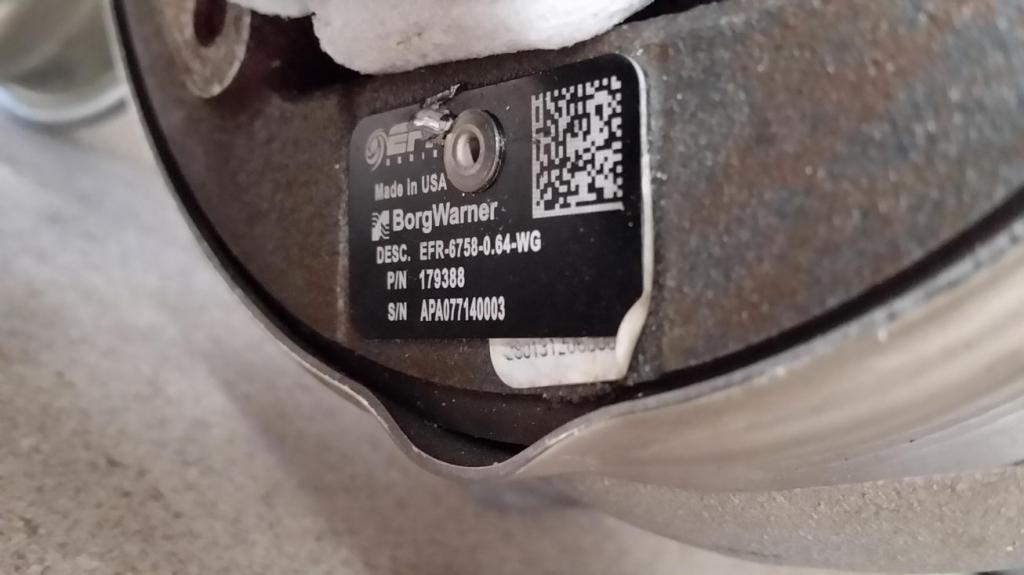 Made in USA
BorgWarner
DESC. EFR-6758-0.64-WG
P/N 179388
S/N APA077140003